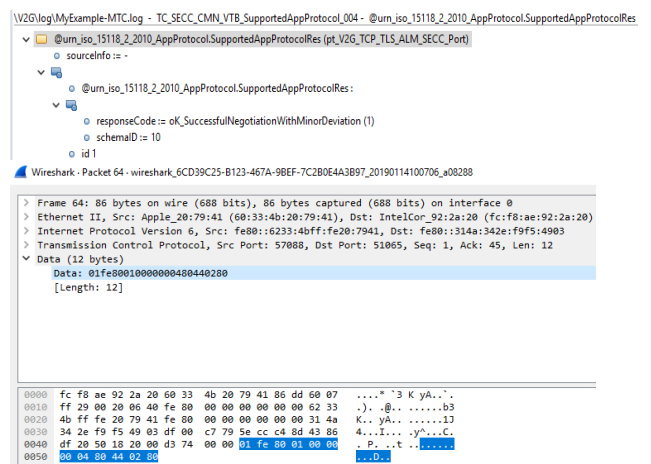 \V2G\log\MyExample-MTC.log - TC_SECC_CMN_VTB_SupportedAppProtocol_004 - @urn_iso_15118_2_2010_AppProtocol.SupportedAppProtocolRes
@urn_iso_15118_2_2010_AppProtocol.SupportedAppProtocolRes (pt_V2G_TCP_TLS_ALM_SECC_Port)
sourceInfo := -
@urn_iso_15118_2_2010_AppProtocol.SupportedAppProtocolRes :
responseCode := oK_SuccessfulNegotiationWithMinorDeviation (1)
schemaID := 10
id 1
Wireshark · Packet 64 · wireshark_6CD39C25-B123-467A-9BEF-7C2B0E4A3B97_20190114100706_a08288
> Frame 64: 86 bytes on wire (688 bits), 86 bytes captured (688 bits) on interface 0
> Ethernet II, Src: Apple_20:79:41 (60:33:4b:20:79:41), Dst: IntelCor_92:2a:20 (fc:f8:ae:92:2a:20)
> Internet Protocol Version 6, Src: fe80::6233:4bff:fe20:7941, Dst: fe80::314a:342e:f9f5:4903
> Transmission Control Protocol, Src Port: 57088, Dst Port: 51065, Seq: 1, Ack: 45, Len: 12
Data (12 bytes)
Data: 01fe80010000000480440280
[Length: 12]
0000 fc f8 ae 92 2a 20 60 33 4b 20 79 41 86 dd 60 07 ....* `3 K yA..`.
0010 ff 29 00 20 06 40 fe 80 00 00 00 00 00 00 62 33 .). .@.. ......b3
0020 4b ff fe 20 79 41 fe 80 00 00 00 00 00 00 31 4a K.. yA.. ......1J
0030 34 2e f9 f5 49 03 df 00 c7 79 5e cc c4 8d 43 86 4...I... .y^...C.
0040 df 20 50 18 20 00 d3 74 00 00 01 fe 80 01 00 00 . P. ..t ........
0050 00 04 80 44 02 80 ...D..